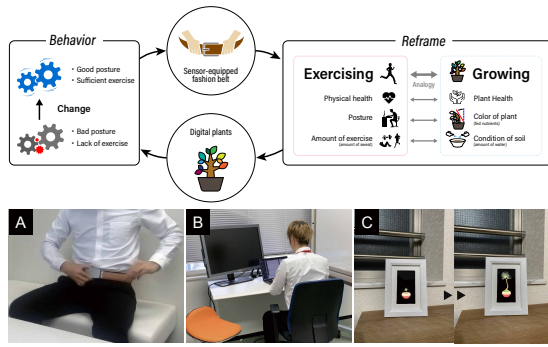 Behavior
• Good posture
• Sufficient exercise
Change
• Bad posture
• Lack of exercise
Sensor-equipped
fashion belt
Digital plants
Reframe
Exercising
Analogy
Growing
Physical health
Plant Health
Posture
Color of plant
(fed nutrients)
Amount of exercise
(amount of sweat)
Condition of soil
(amount of water)
A
B
C